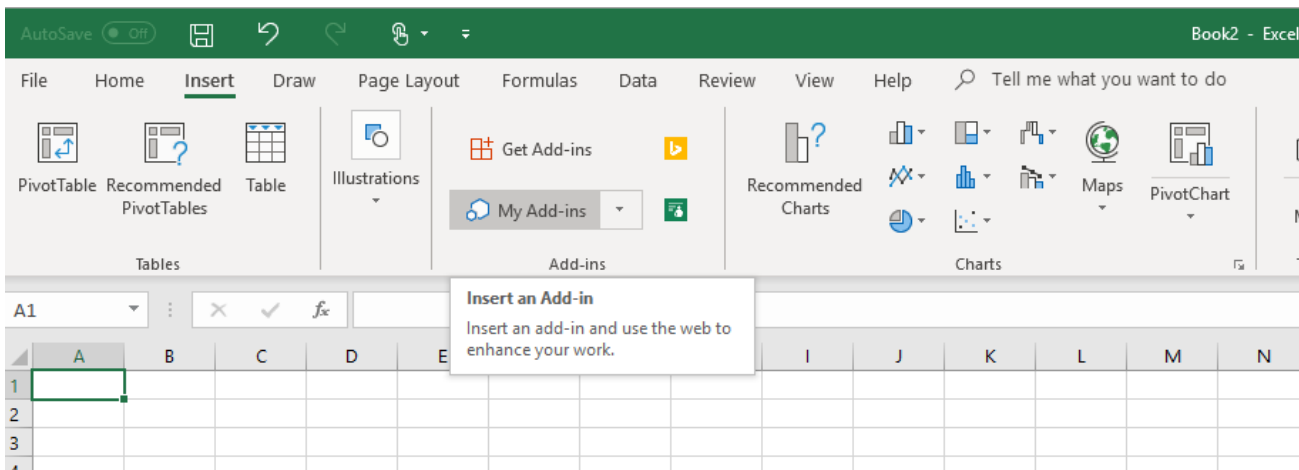 AutoSave Off
Book2 - Excel
File Home Insert Draw Page Layout Formulas Data Review View Help Tell me what you want to do
PivotTable
Recommended
PivotTables
Table
Illustrations
Get Add-ins
My Add-ins
Recommended
Charts
Maps
PivotChart
Tables
Add-ins
Charts
Insert an Add-in
Insert an add-in and use the web to
enhance your work.
A1
fx
A B C D E I J K L M N
1
2
3